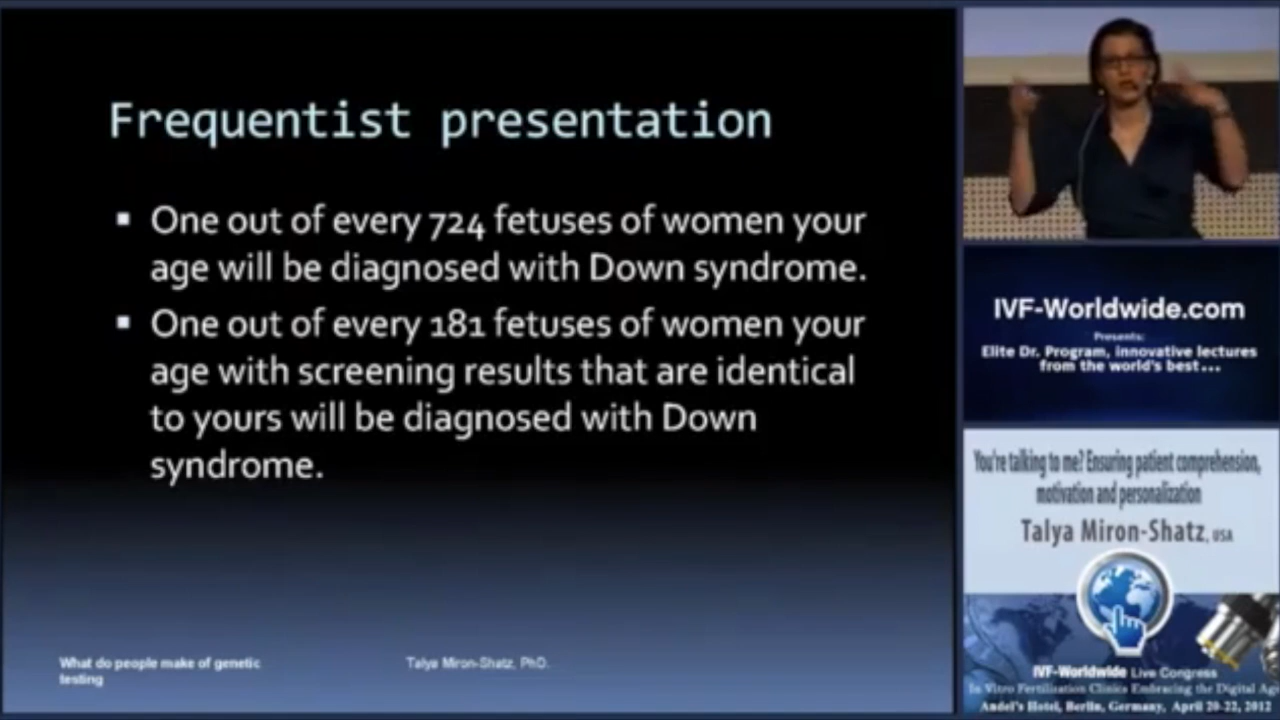 Frequentist presentation
▪ One out of every 724 fetuses of women your
age will be diagnosed with Down syndrome.
▪ One out of every 181 fetuses of women your
age with screening results that are identical
to yours will be diagnosed with Down
syndrome.
What do people make of genetic
testing
Talya Miron-Shatz, PhD.
IVF-Worldwide.com
Presents:
Elite Dr. Program, innovative lectures
from the world's best...
You're talking to me? Ensuring patient comprehension,
motivation and personalization
Talya Miron-Shatz, USA
IVF-Worldwide Live Congress
In Vitro Fertilization Clinics Embracing the Digital Ag
Andel's Hotel, Berlin, Germany, April 20-22, 2012